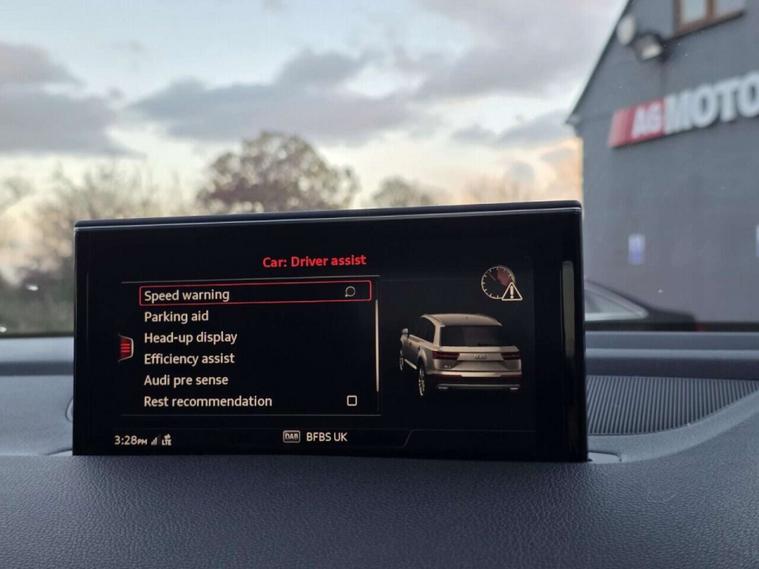 AG MOTO
Car: Driver assist
Speed warning
Parking aid
Head-up display
Efficiency assist
Audi pre sense
Rest recommendation
3:28PM LTE
DAB BFBS UK